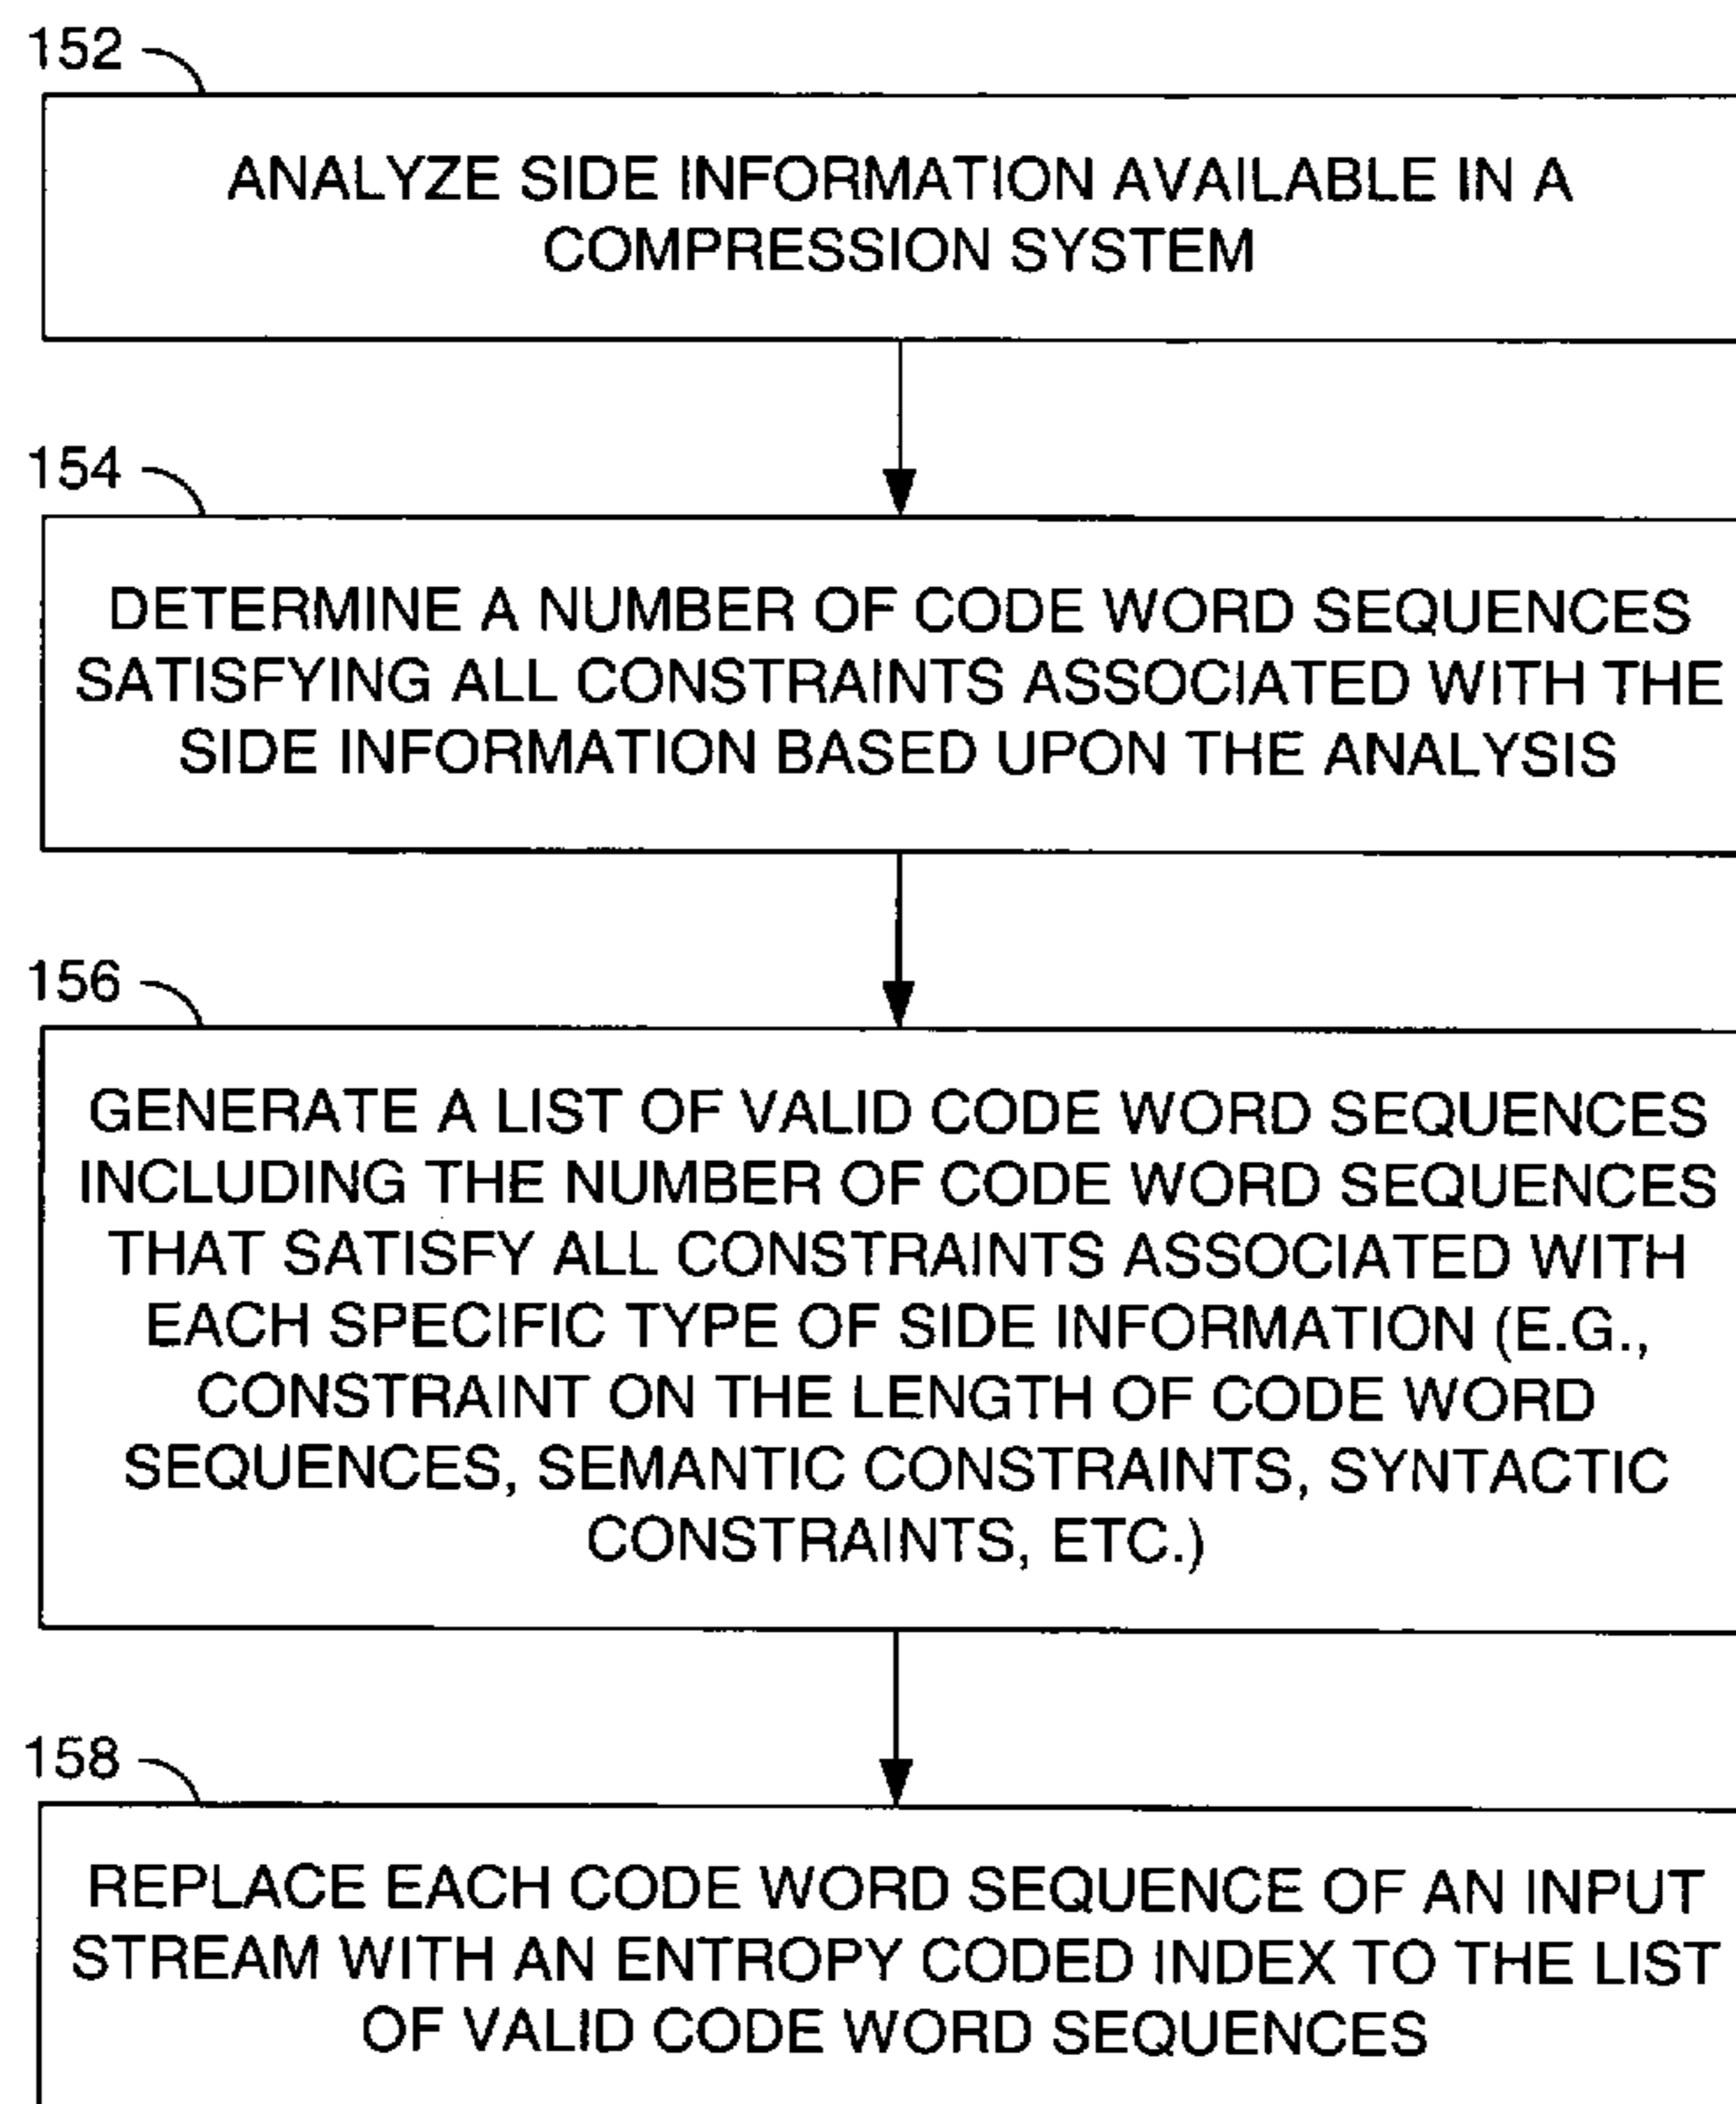 152
ANALYZE SIDE INFORMATION AVAILABLE IN A
COMPRESSION SYSTEM
154
DETERMINE A NUMBER OF CODE WORD SEQUENCES
SATISFYING ALL CONSTRAINTS ASSOCIATED WITH THE
SIDE INFORMATION BASED UPON THE ANALYSIS
156
GENERATE A LIST OF VALID CODE WORD SEQUENCES
INCLUDING THE NUMBER OF CODE WORD SEQUENCES
THAT SATISFY ALL CONSTRAINTS ASSOCIATED WITH
EACH SPECIFIC TYPE OF SIDE INFORMATION (E.G.,
CONSTRAINT ON THE LENGTH OF CODE WORD
SEQUENCES, SEMANTIC CONSTRAINTS, SYNTACTIC
CONSTRAINTS, ETC.)
158
REPLACE EACH CODE WORD SEQUENCE OF AN INPUT
STREAM WITH AN ENTROPY CODED INDEX TO THE LIST
OF VALID CODE WORD SEQUENCES